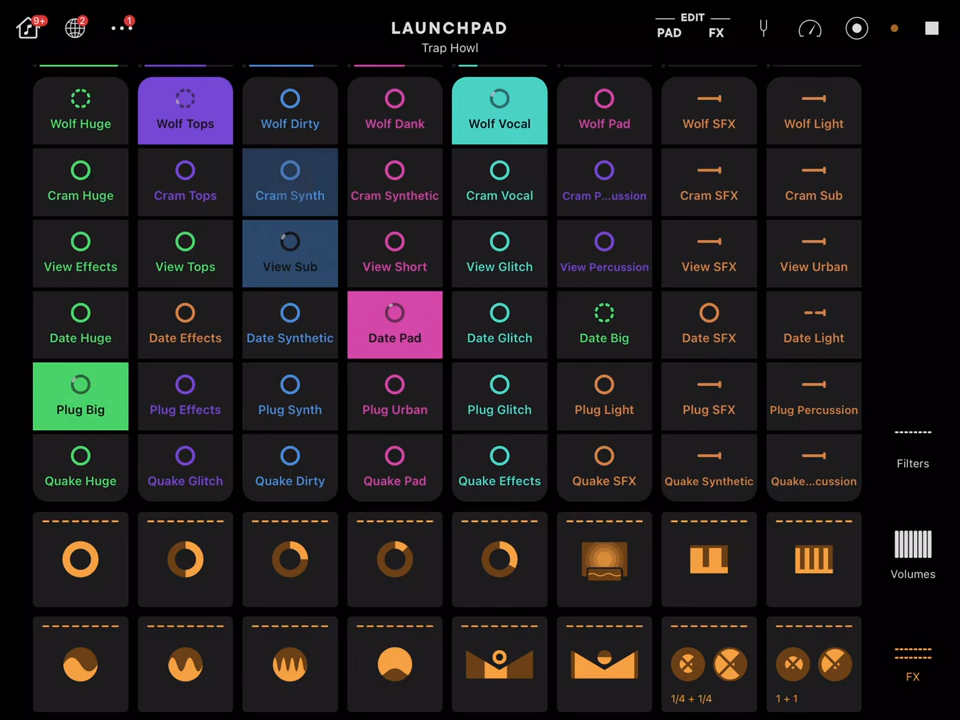 9+
2
1
LAUNCHPAD
Trap Howl
EDIT
PAD FX
Wolf Huge Wolf Tops Wolf Dirty Wolf Dank Wolf Vocal Wolf Pad Wolf SFX Wolf Light
Cram Huge Cram Tops Cram Synth Cram Synthetic Cram Vocal Cram P...ussion Cram SFX Cram Sub
View Effects View Tops View Sub View Short View Glitch View Percussion View SFX View Urban
Date Huge Date Effects Date Synthetic Date Pad Date Glitch Date Big Date SFX Date Light
Plug Big Plug Effects Plug Synth Plug Urban Plug Glitch Plug Light Plug SFX Plug Percussion
Filters
Quake Huge Quake Glitch Quake Dirty Quake Pad Quake Effects Quake SFX Quake Synthetic Quake...cussion
Volumes
FX
1/4 + 1/4 1 + 1